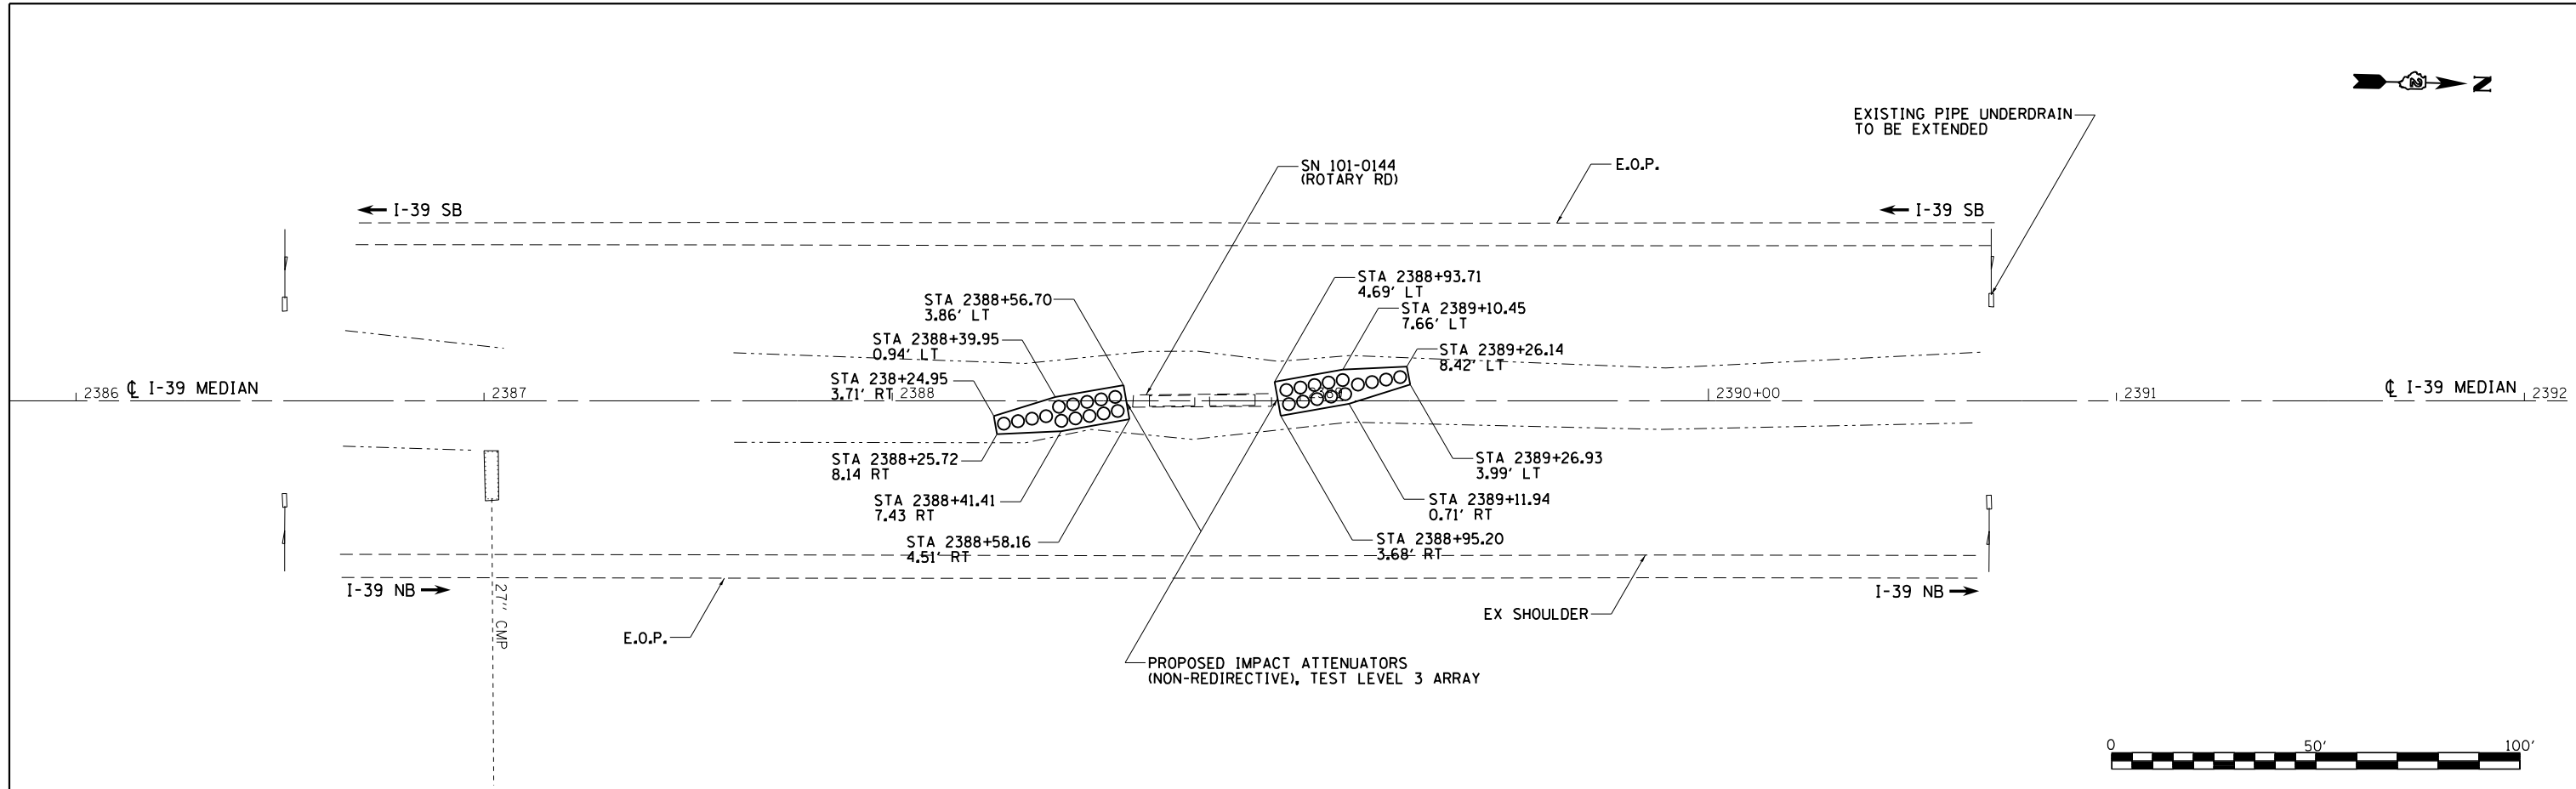 N
EXISTING PIPE UNDERDRAIN
TO BE EXTENDED
SN 101-0144
(ROTARY RD)
E.O.P.
I-39 SB
I-39 SB
STA 2388+56.70
3.86' LT
STA 2388+93.71
4.69' LT
STA 2389+10.45
7.66' LT
STA 2388+39.95
0.94' LT
STA 2389+26.14
8.42' LT
STA 238+24.95
3.71' RT
2386
℄ I-39 MEDIAN
2387
2388
2389
2390+00
2391
℄ I-39 MEDIAN
2392
STA 2388+25.72
8.14 RT
STA 2389+26.93
3.99' LT
STA 2388+41.41
7.43 RT
STA 2389+11.94
0.71' RT
STA 2388+58.16
4.51' RT
STA 2388+95.20
3.68' RT
I-39 NB
I-39 NB
27" CMP
EX SHOULDER
E.O.P.
PROPOSED IMPACT ATTENUATORS
(NON-REDIRECTIVE), TEST LEVEL 3 ARRAY
0 50' 100'